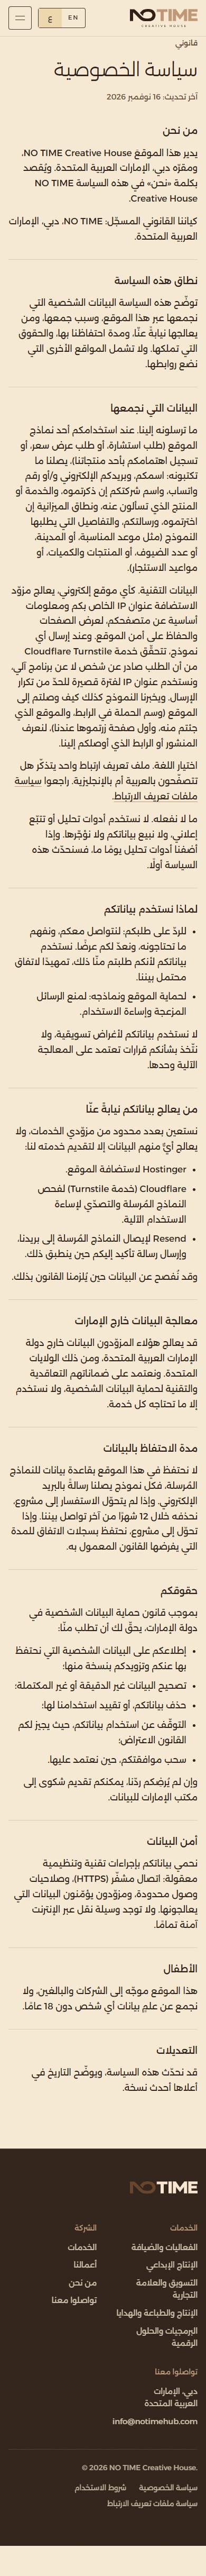 ع
EN
NOTIME
CREATIVE HOUSE
قانوني
سياسة الخصوصية
آخر تحديث: 16 نوفمبر 2026
من نحن
يدير هذا الموقعَ NO TIME Creative House،
ومقرّه دبي، الإمارات العربية المتحدة. ويُقصد
بكلمة «نحن» في هذه السياسة NO TIME
Creative House.
كياننا القانوني المسجّل: NO TIME، دبي، الإمارات
العربية المتحدة.
نطاق هذه السياسة
توضّح هذه السياسة البيانات الشخصية التي
نجمعها عبر هذا الموقع، وسبب جمعها، ومن
يعالجها نيابةً عنّا، ومدة احتفاظنا بها، والحقوق
التي تملكها. ولا تشمل المواقع الأخرى التي
نضع روابطها.
البيانات التي نجمعها
ما ترسلونه إلينا. عند استخدامكم أحد نماذج
الموقع (طلب استشارة، أو طلب عرض سعر، أو
تسجيل اهتمامكم بأحد منتجاتنا)، يصلنا ما
تكتبونه: اسمكم، وبريدكم الإلكتروني و/أو رقم
واتساب، واسم شركتكم إن ذكرتموه، والخدمة أو
المنتج الذي تسألون عنه، ونطاق الميزانية إن
اخترتموه، ورسالتكم، والتفاصيل التي يطلبها
النموذج (مثل موعد المناسبة، أو المدينة،
أو عدد الضيوف، أو المنتجات والكميات، أو
مواعيد الاستئجار).
البيانات التقنية. كأي موقع إلكتروني، يعالج مزوّد
الاستضافة عنوان IP الخاص بكم ومعلومات
أساسية عن متصفحكم، لعرض الصفحات
والحفاظ على أمن الموقع. وعند إرسال أي
نموذج، تتحقّق خدمة Cloudflare Turnstile
من أن الطلب صادر عن شخص لا عن برنامج آلي،
ونستخدم عنوان IP لفترة قصيرة للحدّ من تكرار
الإرسال. ويخبرنا النموذج كذلك كيف وصلتم إلى
الموقع (وسم الحملة في الرابط، والموقع الذي
جئتم منه، وأول صفحة زرتموها عندنا)، لنعرف
المنشور أو الرابط الذي أوصلكم إلينا.
اختيار اللغة. ملف تعريف ارتباط واحد يتذكّر هل
تتصفّحون بالعربية أم بالإنجليزية. راجعوا سياسة
ملفات تعريف الارتباط.
ما لا نفعله. لا نستخدم أدوات تحليل أو تتبّع
إعلاني، ولا نبيع بياناتكم ولا نؤجّرها. وإذا
أضفنا أدوات تحليل يومًا ما، فسنحدّث هذه
السياسة أولًا.
لماذا نستخدم بياناتكم
للردّ على طلبكم: لنتواصل معكم، ونفهم
ما تحتاجونه، ونعدّ لكم عرضًا. نستخدم
بياناتكم لأنكم طلبتم منّا ذلك، تمهيدًا لاتفاق
محتمل بيننا.
لحماية الموقع ونماذجه: لمنع الرسائل
المزعجة وإساءة الاستخدام.
لا نستخدم بياناتكم لأغراض تسويقية، ولا
نتّخذ بشأنكم قرارات تعتمد على المعالجة
الآلية وحدها.
من يعالج بياناتكم نيابةً عنّا
نستعين بعدد محدود من مزوّدي الخدمات، ولا
يعالج أيٌّ منهم البيانات إلا لتقديم خدمته لنا:
Hostinger لاستضافة الموقع.
Cloudflare (خدمة Turnstile) لفحص
النماذج المُرسلة والتصدّي لإساءة
الاستخدام الآلية.
Resend لإيصال النماذج المُرسلة إلى بريدنا،
وإرسال رسالة تأكيد إليكم حين ينطبق ذلك.
وقد نُفصح عن البيانات حين يُلزمنا القانون بذلك.
معالجة البيانات خارج الإمارات
قد يعالج هؤلاء المزوّدون البيانات خارج دولة
الإمارات العربية المتحدة، ومن ذلك الولايات
المتحدة. ونعتمد على ضماناتهم التعاقدية
والتقنية لحماية البيانات الشخصية، ولا نستخدم
إلا ما تحتاجه كل خدمة.
مدة الاحتفاظ بالبيانات
لا نحتفظ في هذا الموقع بقاعدة بيانات للنماذج
المُرسلة، فكل نموذج يصلنا رسالةً بالبريد
الإلكتروني. وإذا لم يتحوّل الاستفسار إلى مشروع،
نحذفه خلال 12 شهرًا من آخر تواصل بيننا. وإذا
تحوّل إلى مشروع، نحتفظ بسجلات الاتفاق للمدة
التي يفرضها القانون المعمول به.
حقوقكم
بموجب قانون حماية البيانات الشخصية في
دولة الإمارات، يحقّ لك أن تطلب منّا:
إطلاعكم على البيانات الشخصية التي نحتفظ
بها عنكم وتزويدكم بنسخة منها؛
تصحيح البيانات غير الدقيقة أو غير المكتملة؛
حذف بياناتكم، أو تقييد استخدامنا لها؛
التوقّف عن استخدام بياناتكم، حيث يجيز لكم
القانون الاعتراض؛
سحب موافقتكم، حين نعتمد عليها.
وإن لم يُرضِكم ردّنا، يمكنكم تقديم شكوى إلى
مكتب الإمارات للبيانات.
أمن البيانات
نحمي بياناتكم بإجراءات تقنية وتنظيمية
معقولة: اتصال مشفّر (HTTPS)، وصلاحيات
وصول محدودة، ومزوّدون يؤمّنون البيانات التي
يعالجونها. ولا توجد وسيلة نقل عبر الإنترنت
آمنة تمامًا.
الأطفال
هذا الموقع موجّه إلى الشركات والبالغين، ولا
نجمع عن علمٍ بيانات أي شخص دون 18 عامًا.
التعديلات
قد نحدّث هذه السياسة، ويوضّح التاريخ في
أعلاها أحدث نسخة.
NOTIME
الخدمات
الفعاليات والضيافة
الإنتاج الإبداعي
التسويق والعلامة
التجارية
الإنتاج والطباعة والهدايا
البرمجيات والحلول
الرقمية
الشركة
الخدمات
أعمالنا
من نحن
تواصلوا معنا
تواصلوا معنا
دبي، الإمارات
العربية المتحدة
info@notimehub.com
© 2026 NO TIME Creative House.
سياسة الخصوصية
شروط الاستخدام
سياسة ملفات تعريف الارتباط